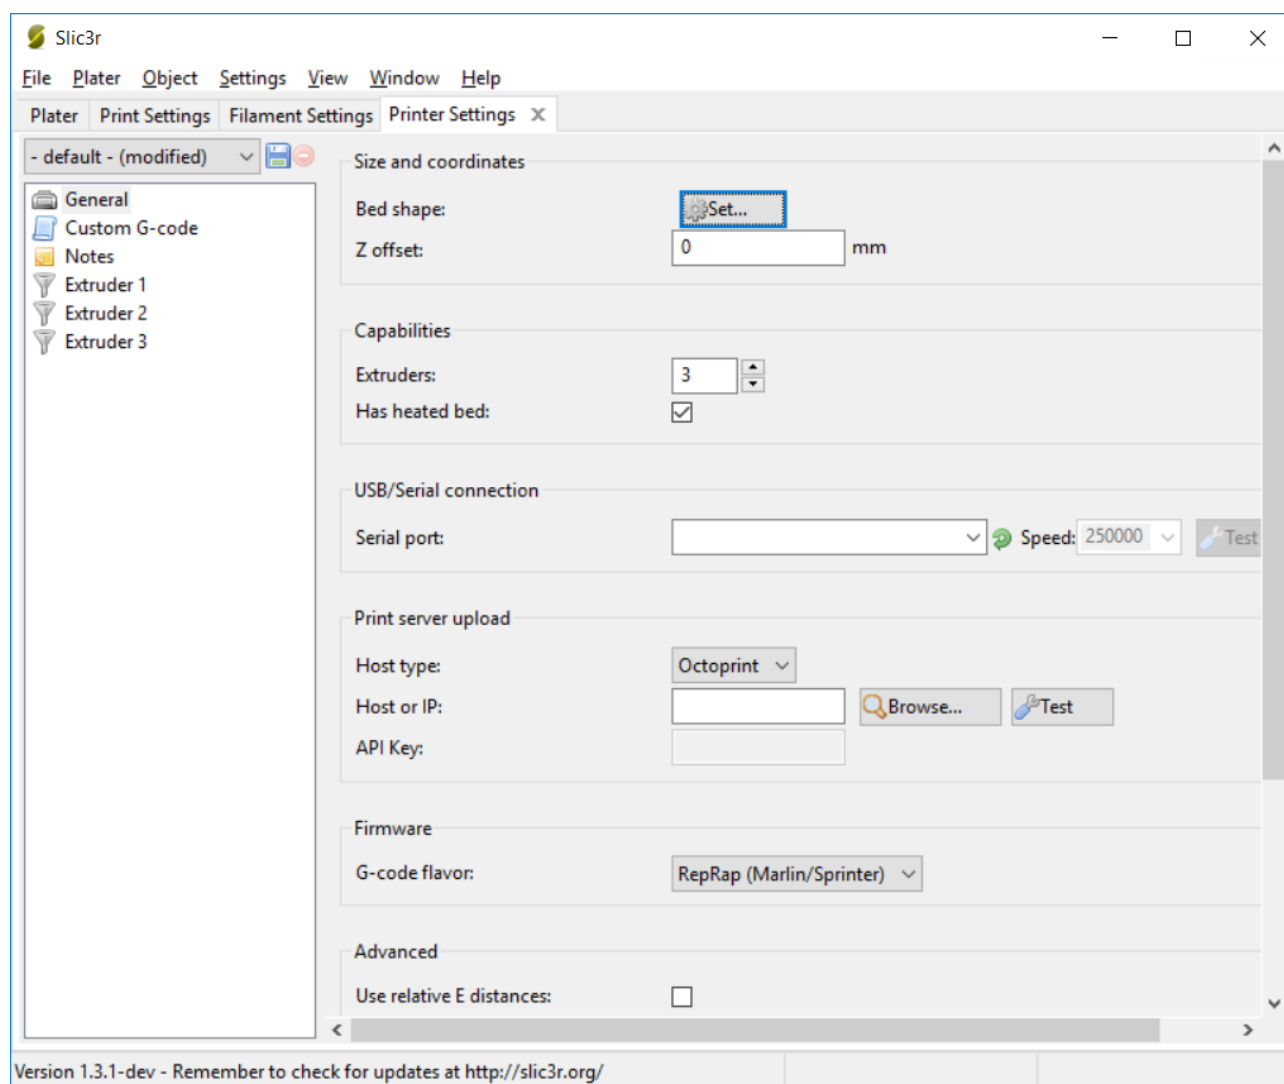 Slic3r
File Plater Object Settings View Window Help
Plater Print Settings Filament Settings Printer Settings
- default - (modified)
General
Custom G-code
Notes
Extruder 1
Extruder 2
Extruder 3
Size and coordinates
Bed shape: Set...
Z offset: 0 mm
Capabilities
Extruders: 3
Has heated bed:
USB/Serial connection
Serial port: Speed: 250000 Test
Print server upload
Host type: Octoprint
Host or IP: Browse... Test
API Key:
Firmware
G-code flavor: RepRap (Marlin/Sprinter)
Advanced
Use relative E distances:
Version 1.3.1-dev - Remember to check for updates at http://slic3r.org/